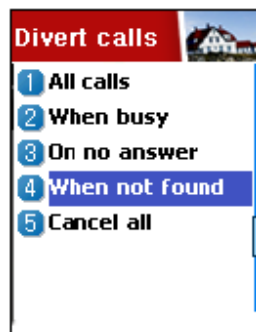 Divert calls
1 All calls
2 When busy
3 On no answer
4 When not found
5 Cancel all